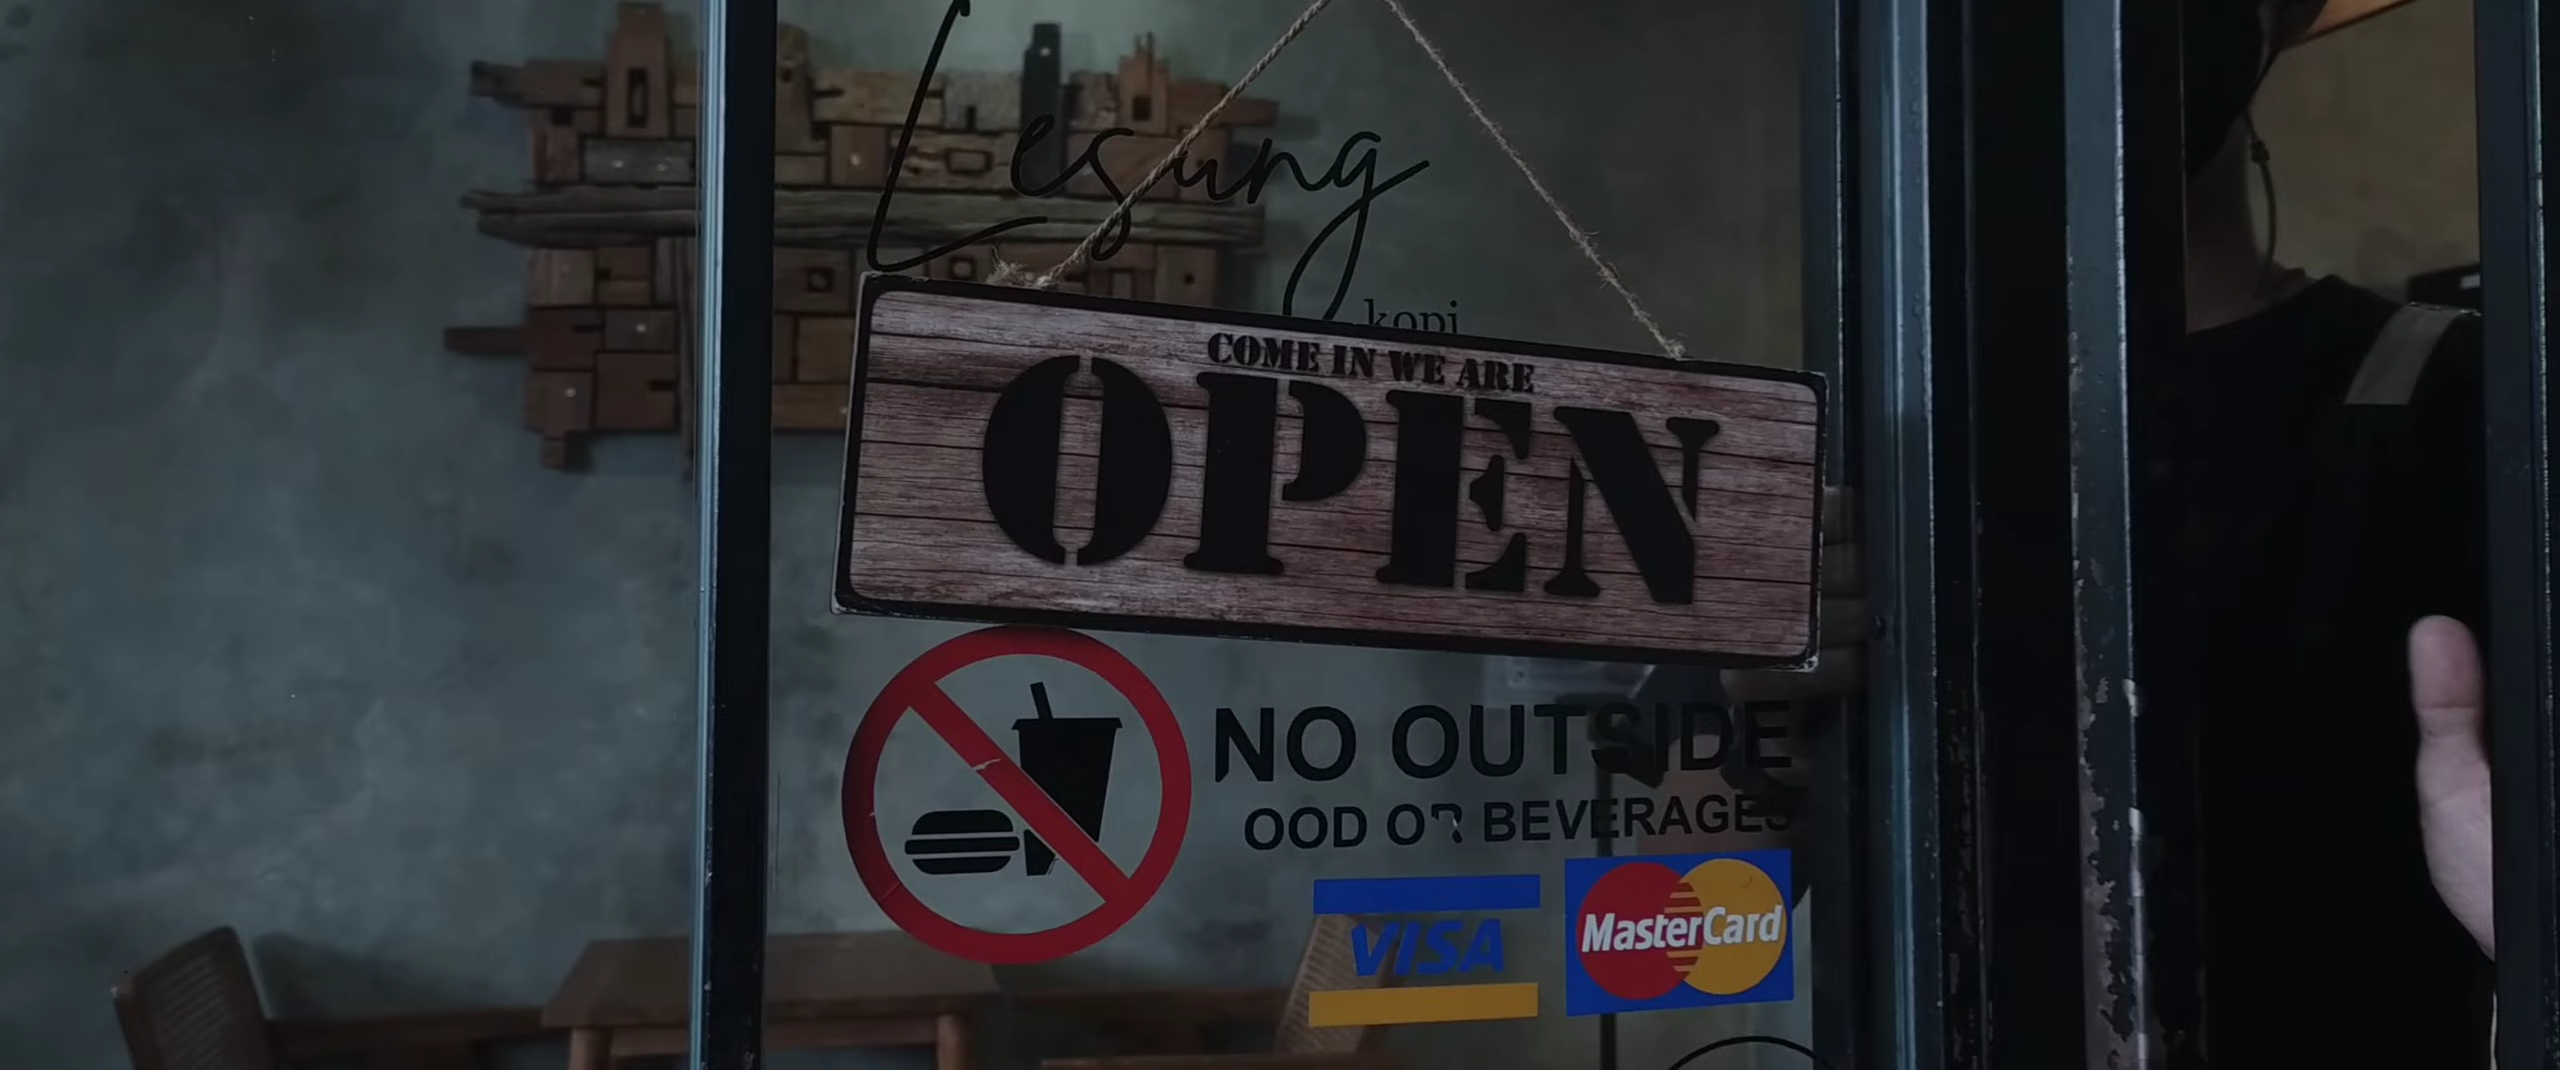 Lesung
kopi
COME IN WE ARE
OPEN
NO OUTSIDE
OOD OR BEVERAGES
VISA
MasterCard